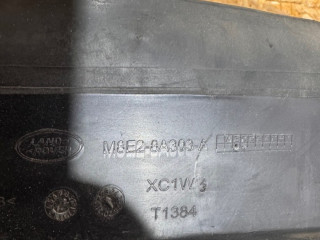 LAND
ROVER
M8E2-8A303-A
XC1W3
T1384